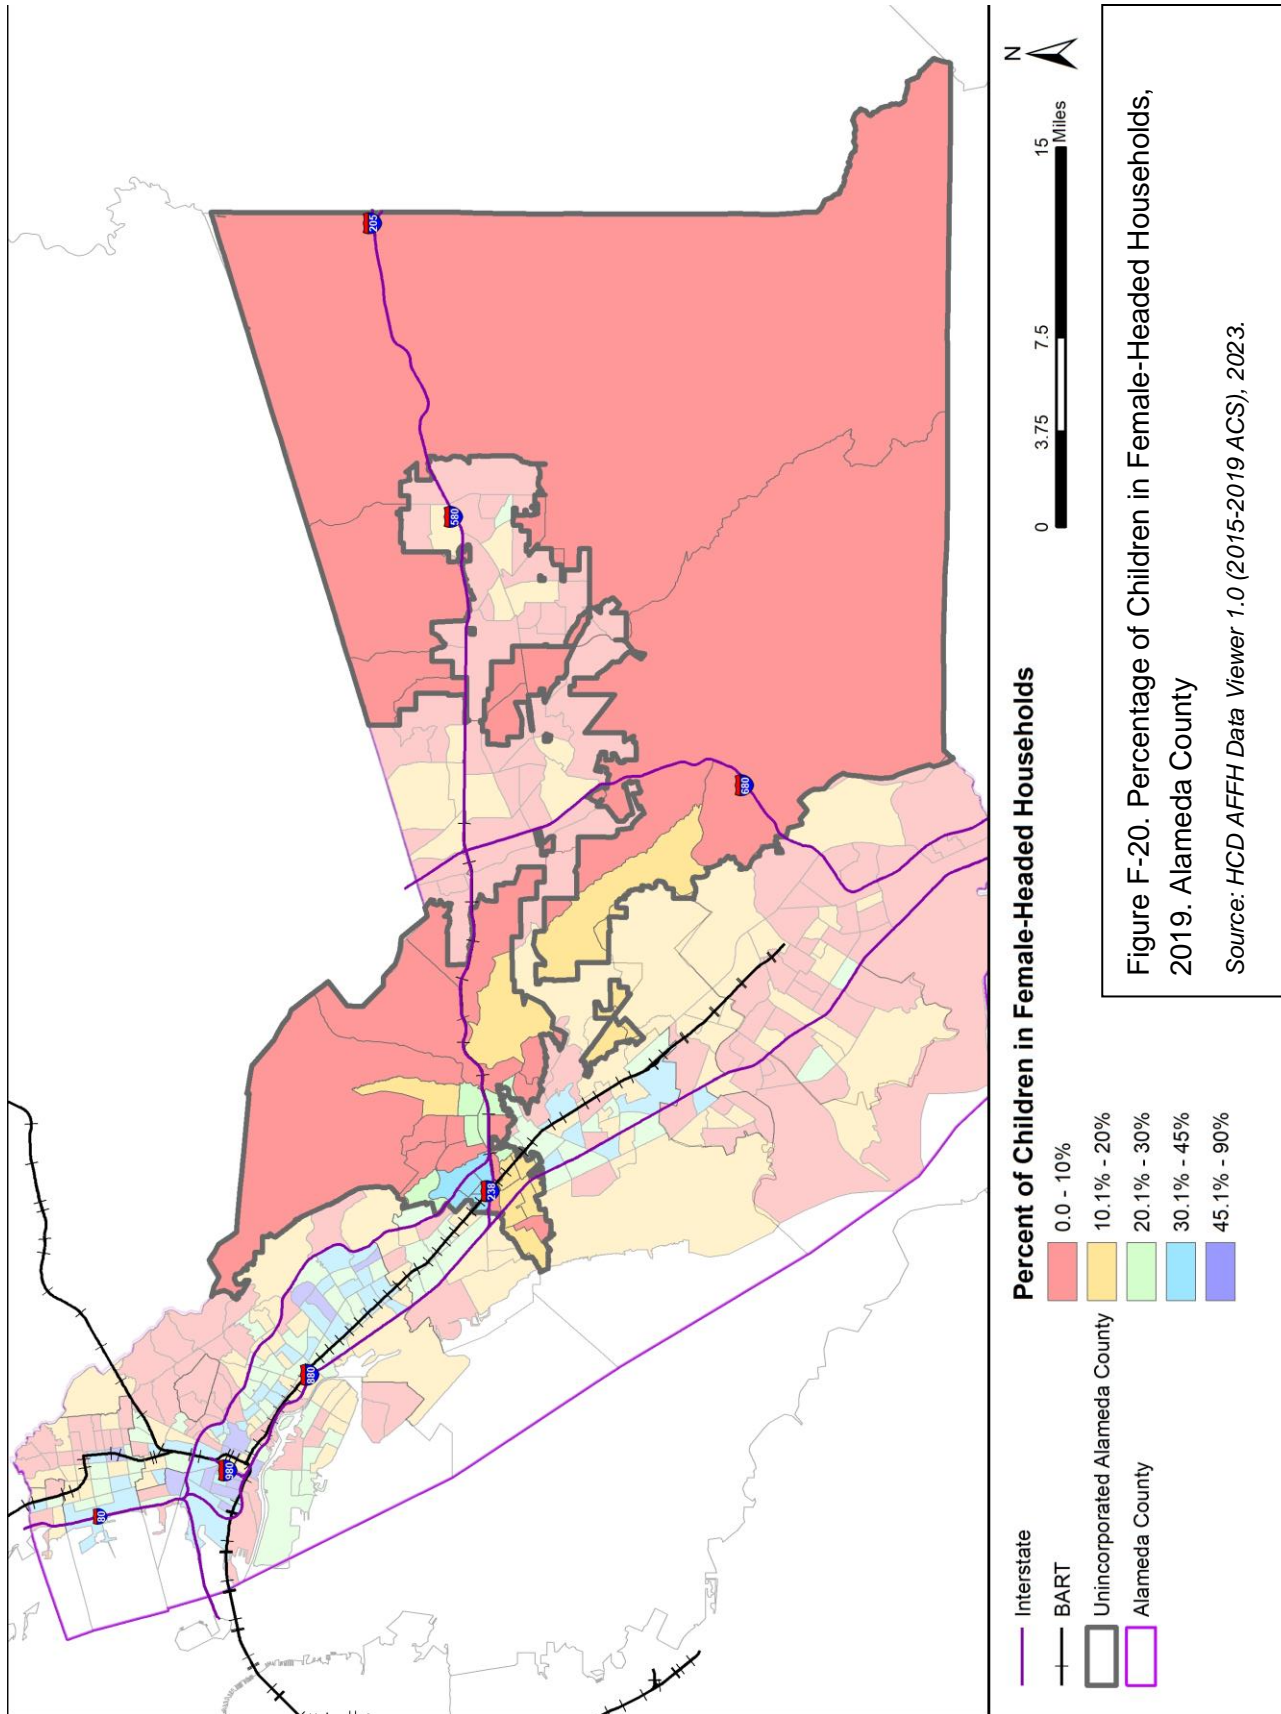 80
980
880
238
580
205
680
Percent of Children in Female-Headed Households
Interstate
BART
Unincorporated Alameda County
Alameda County
0.0 - 10%
10.1% - 20%
20.1% - 30%
30.1% - 45%
45.1% - 90%
0 3.75 7.5 15
Miles
N
Figure F-20. Percentage of Children in Female-Headed Households,
2019. Alameda County
Source: HCD AFFH Data Viewer 1.0 (2015-2019 ACS), 2023.